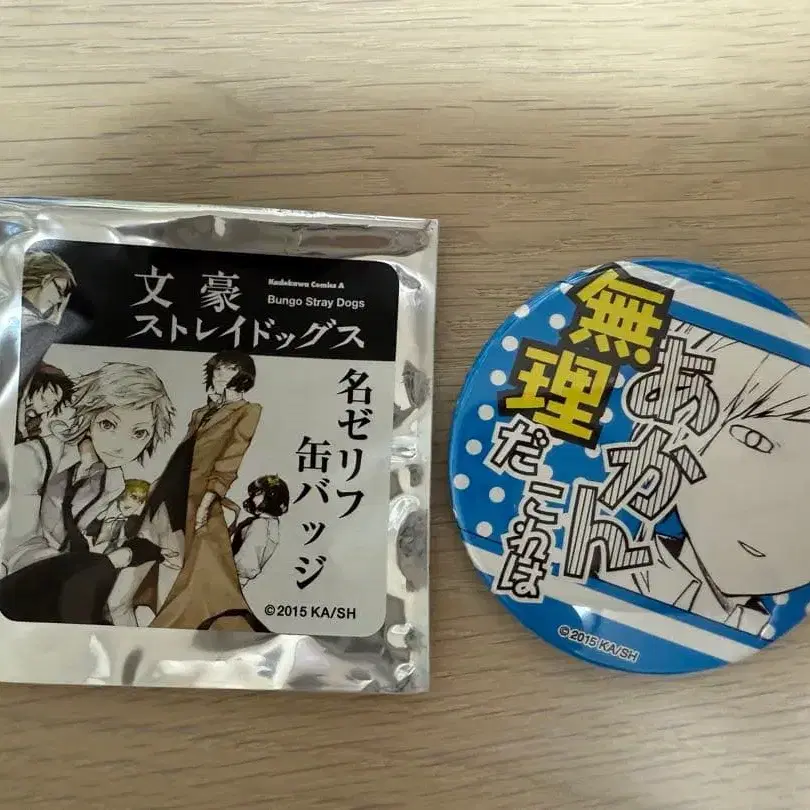 文豪
Kadokawa Comics A
Bungo Stray Dogs
ストレイドッグス
名ゼリフ
缶バッジ
©2015 KA/SH
あかん
無理
だ これは
©2015 KA/SH